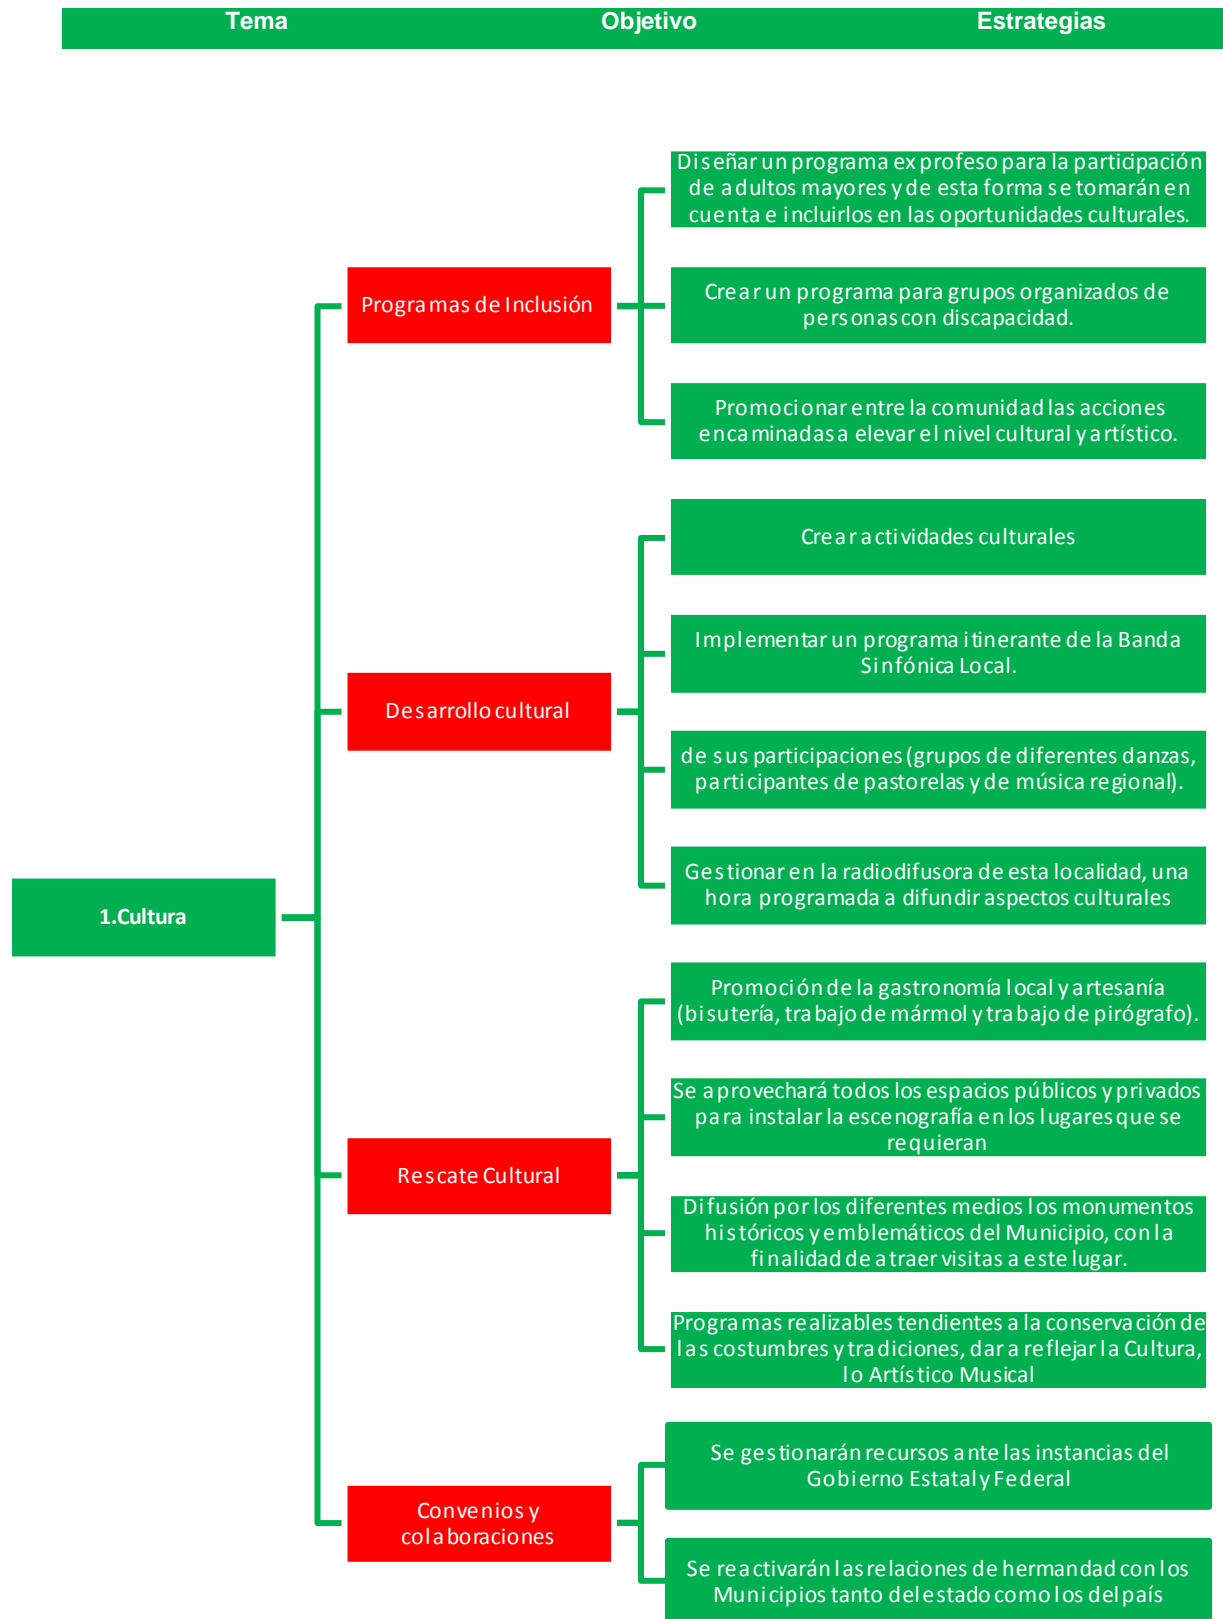 Tema Objetivo Estrategias
Diseñar un programa ex profeso para la participación
de adultos mayores y de esta forma se tomarán en
cuenta e incluirlos en las oportunidades culturales.
Programas de Inclusión
Crear un programa para grupos organizados de
personas con discapacidad.
Promocionar entre la comunidad las acciones
encaminadas a elevar el nivel cultural y artístico.
Crear actividades culturales
Implementar un programa itinerante de la Banda
Sinfónica Local.
Desarrollo cultural
de sus participaciones (grupos de diferentes danzas,
participantes de pastorelas y de música regional).
Gestionar en la radiodifusora de esta localidad, una
hora programada a difundir aspectos culturales
1.Cultura
Promoción de la gastronomía local y artesanía
(bisutería, trabajo de mármol y trabajo de pirógrafo).
Se aprovechará todos los espacios públicos y privados
para instalar la escenografía en los lugares que se
requieran
Rescate Cultural
Difusión por los diferentes medios los monumentos
históricos y emblemáticos del Municipio, con la
finalidad de atraer visitas a este lugar.
Programas realizables tendientes a la conservación de
las costumbres y tradiciones, dar a reflejar la Cultura,
lo Artístico Musical
Se gestionarán recursos ante las instancias del
Gobierno Estatal y Federal
Convenios y
colaboraciones
Se reactivarán las relaciones de hermandad con los
Municipios tanto del estado como los del país